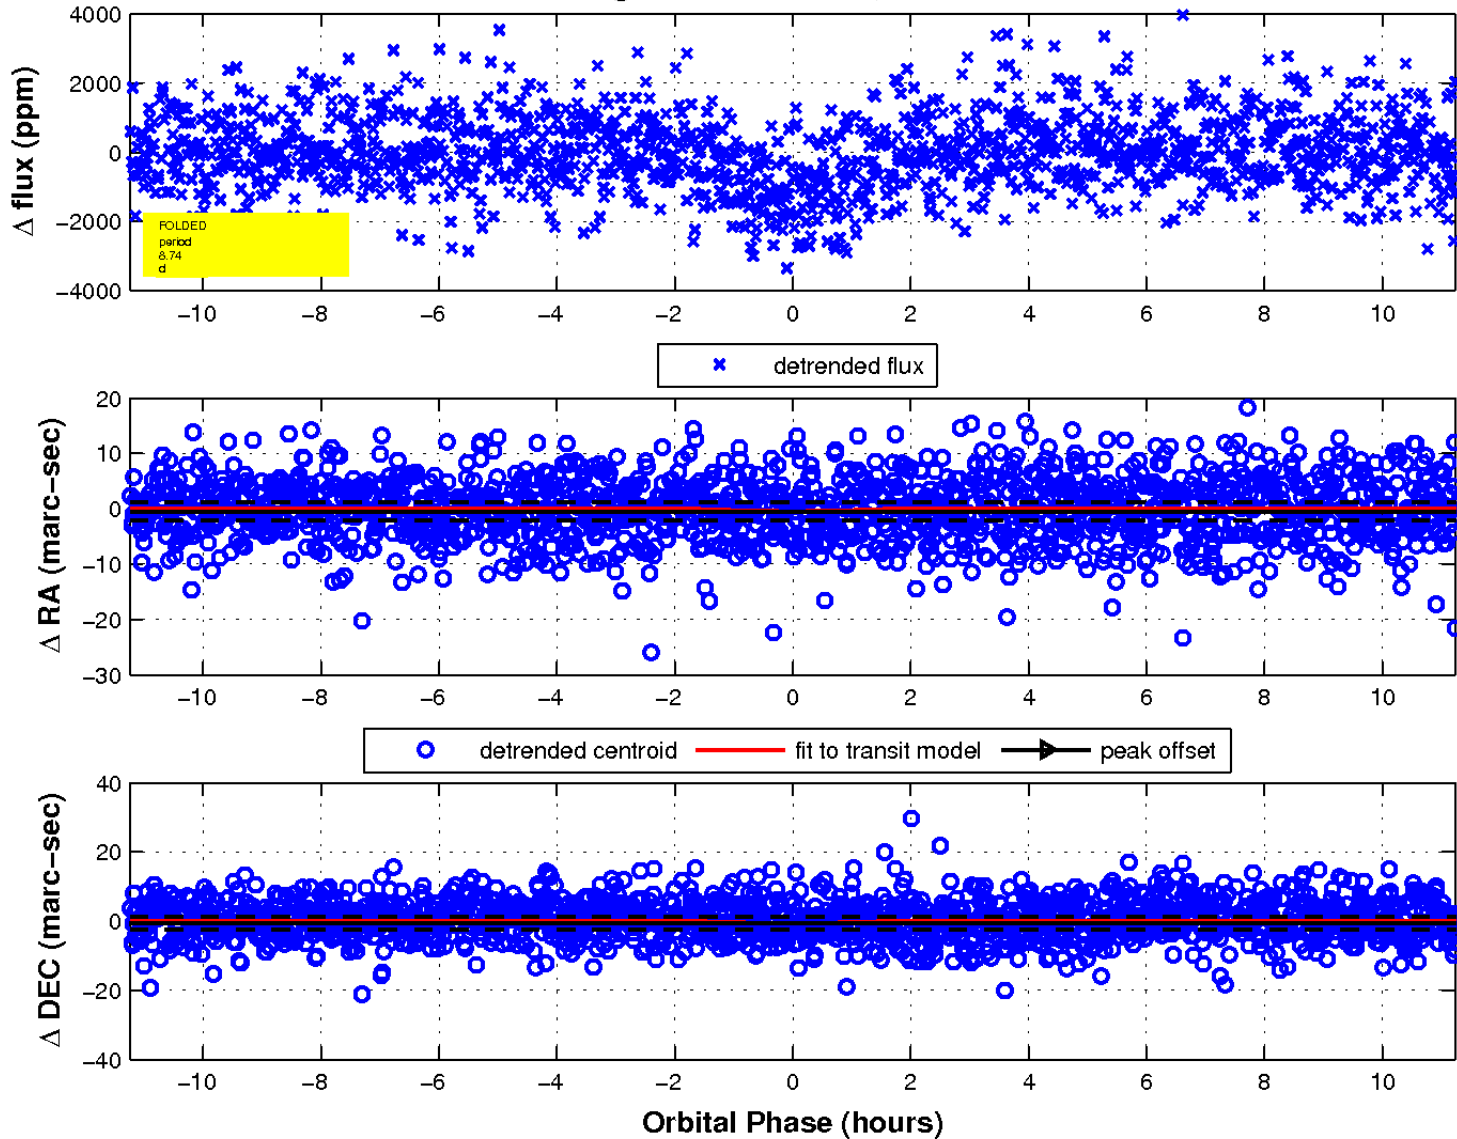 4000
2000
0
−2000
−4000
Δ flux (ppm)
FOLDED
period
8.74
d
−10 −8 −6 −4 −2 0 2 4 6 8 10
detrended flux
20
10
0
−10
−20
−30
Δ RA (marc−sec)
−10 −8 −6 −4 −2 0 2 4 6 8 10
detrended centroid fit to transit model peak offset
40
20
0
−20
−40
Δ DEC (marc−sec)
−10 −8 −6 −4 −2 0 2 4 6 8 10
Orbital Phase (hours)